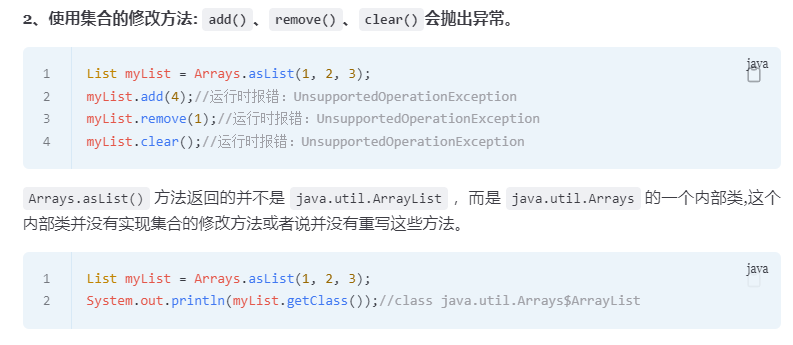 2、使用集合的修改方法: add()、remove()、clear()会抛出异常。
java
1 List myList = Arrays.asList(1, 2, 3);
2 myList.add(4);//运行时报错：UnsupportedOperationException
3 myList.remove(1);//运行时报错：UnsupportedOperationException
4 myList.clear();//运行时报错：UnsupportedOperationException
Arrays.asList() 方法返回的并不是 java.util.ArrayList ，而是 java.util.Arrays 的一个内部类,这个
内部类并没有实现集合的修改方法或者说并没有重写这些方法。
java
1 List myList = Arrays.asList(1, 2, 3);
2 System.out.println(myList.getClass());//class java.util.Arrays$ArrayList